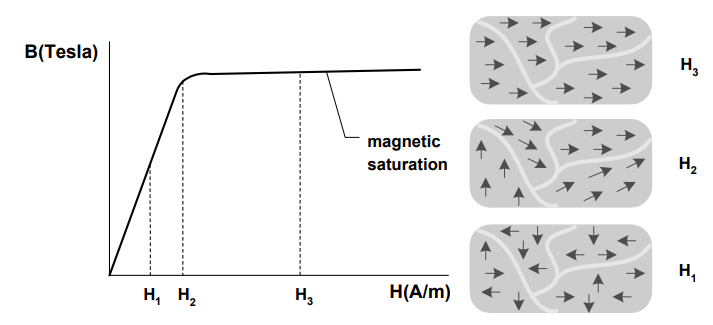 B(Tesla)
H₃
magnetic
saturation
H₂
H₁
H₁ H₂ H₃ H(A/m)